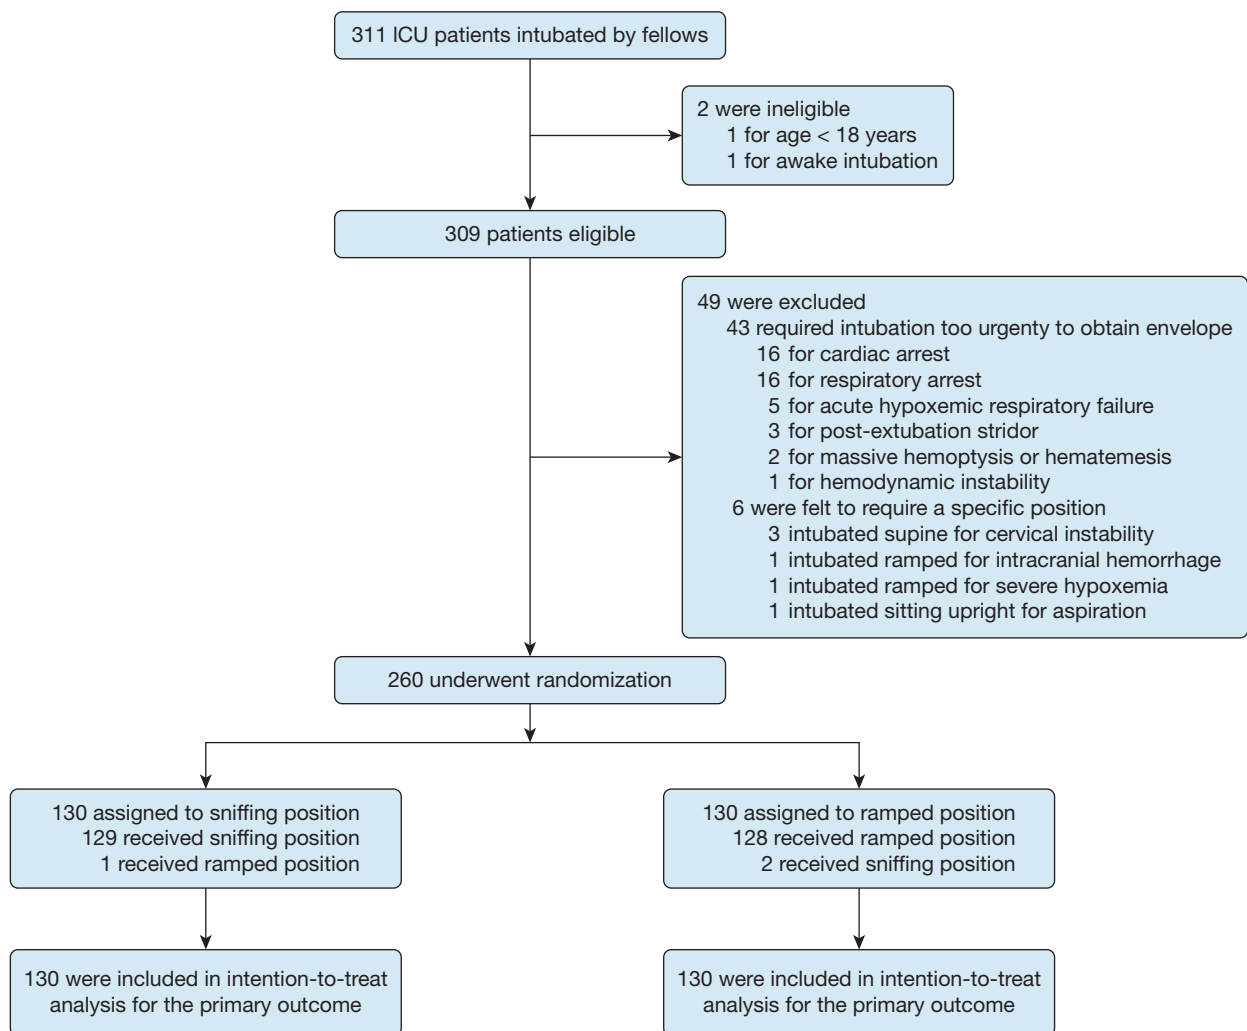 311 ICU patients intubated by fellows
2 were ineligible
1 for age < 18 years
1 for awake intubation
309 patients eligible
49 were excluded
43 required intubation too urgenty to obtain envelope
16 for cardiac arrest
16 for respiratory arrest
5 for acute hypoxemic respiratory failure
3 for post-extubation stridor
2 for massive hemoptysis or hematemesis
1 for hemodynamic instability
6 were felt to require a specific position
3 intubated supine for cervical instability
1 intubated ramped for intracranial hemorrhage
1 intubated ramped for severe hypoxemia
1 intubated sitting upright for aspiration
260 underwent randomization
130 assigned to sniffing position
129 received sniffing position
1 received ramped position
130 assigned to ramped position
128 received ramped position
2 received sniffing position
130 were included in intention-to-treat
analysis for the primary outcome
130 were included in intention-to-treat
analysis for the primary outcome